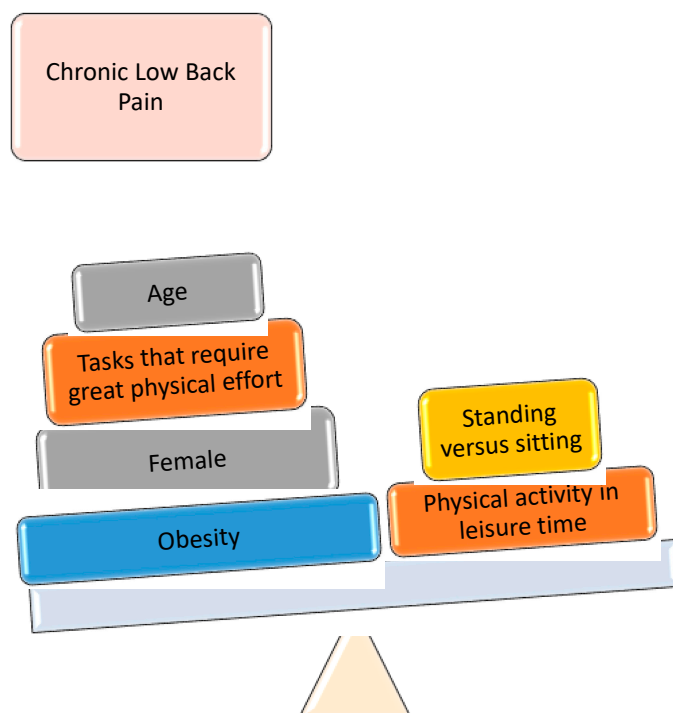 Chronic Low Back
Pain
Age
Tasks that require
great physical effort
Female
Obesity
Standing
versus sitting
Physical activity in
leisure time